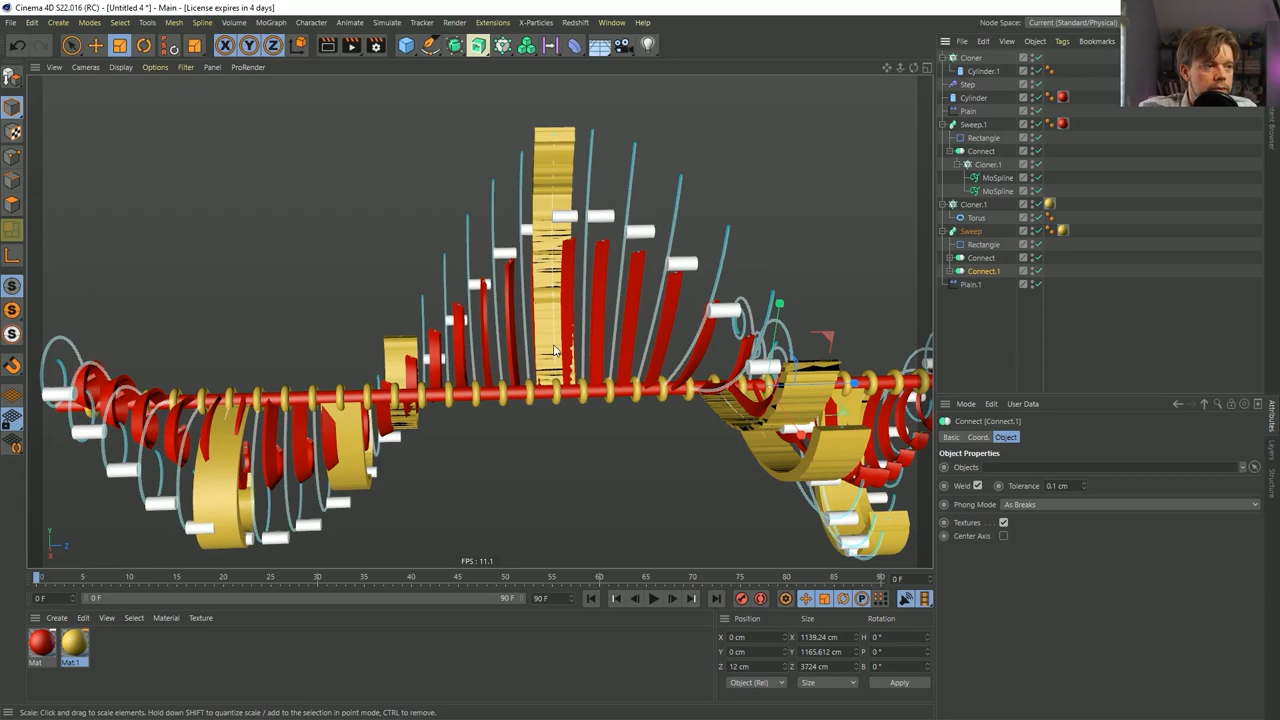 Cinema 4D S22.016 (RC) - [Untitled 4 *] - Main - [License expires in 4 days]
File Edit Create Modes Select Tools Mesh Spline Volume MoGraph Character Animate Simulate Tracker Render Extensions X-Particles Redshift Window Help
Node Space: Current (Standard/Physical)
View Cameras Display Options Filter Panel ProRender
File Edit View Object Tags Bookmarks
Cloner
Cylinder.1
Step
Cylinder
Plain
Sweep.1
Rectangle
Connect
Cloner.1
MoSpline
MoSpline
Cloner.1
Torus
Sweep
Rectangle
Connect
Connect.1
Plain.1
Content Browser
Mode Edit User Data
Connect [Connect.1]
Basic Coord. Object
Object Properties
Objects
Weld Tolerance 0.1 cm
Phong Mode As Breaks
Textures . . .
Center Axis
Attributes
Layers
Structure
Y
Z
X
FPS : 11.1
0 5 10 15 20 25 30 35 40 45 50 55 60 65 70 75 80 85 90 0 F
0 F 0 F 90 F 90 F
Create Edit View Select Material Texture
Mat Mat.1
Position Size Rotation
X 0 cm X 1139.24 cm H 0 °
Y 0 cm Y 1165.612 cm P 0 °
Z 12 cm Z 3724 cm B 0 °
Object (Rel) Size Apply
Scale: Click and drag to scale elements. Hold down SHIFT to quantize scale / add to the selection in point mode, CTRL to remove.